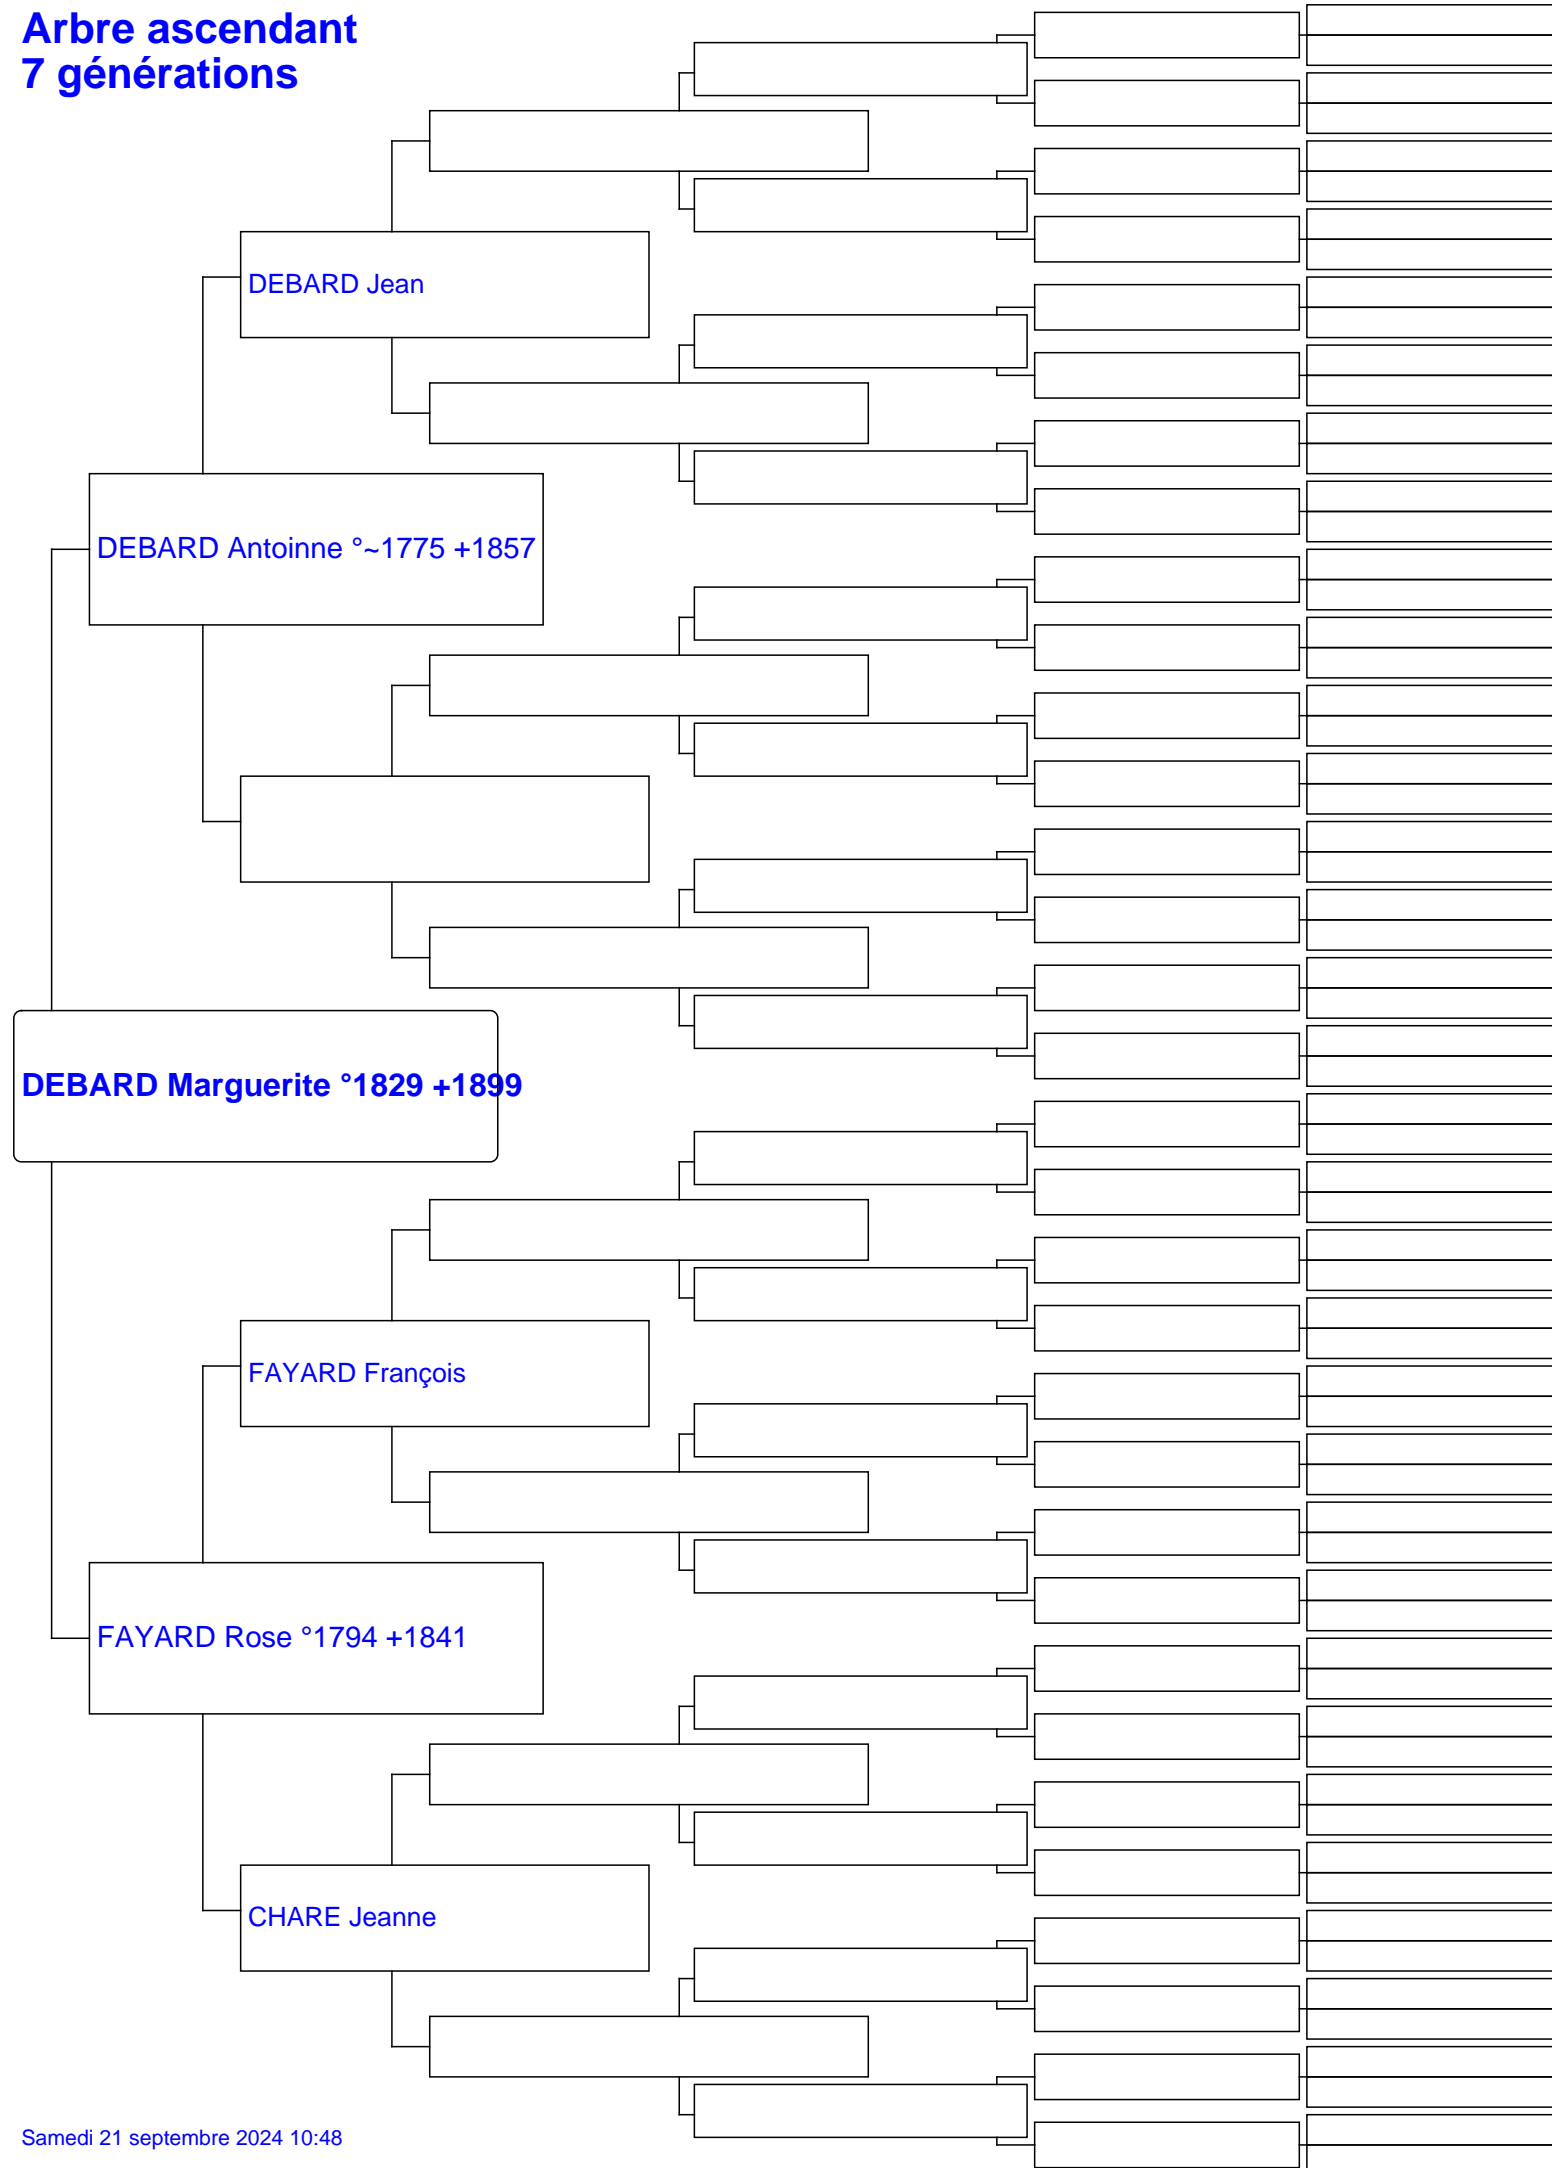 Arbre ascendant
7 générations
DEBARD Jean
DEBARD Antoinne °~1775 +1857
DEBARD Marguerite °1829 +1899
FAYARD François
FAYARD Rose °1794 +1841
CHARE Jeanne
Samedi 21 septembre 2024 10:48